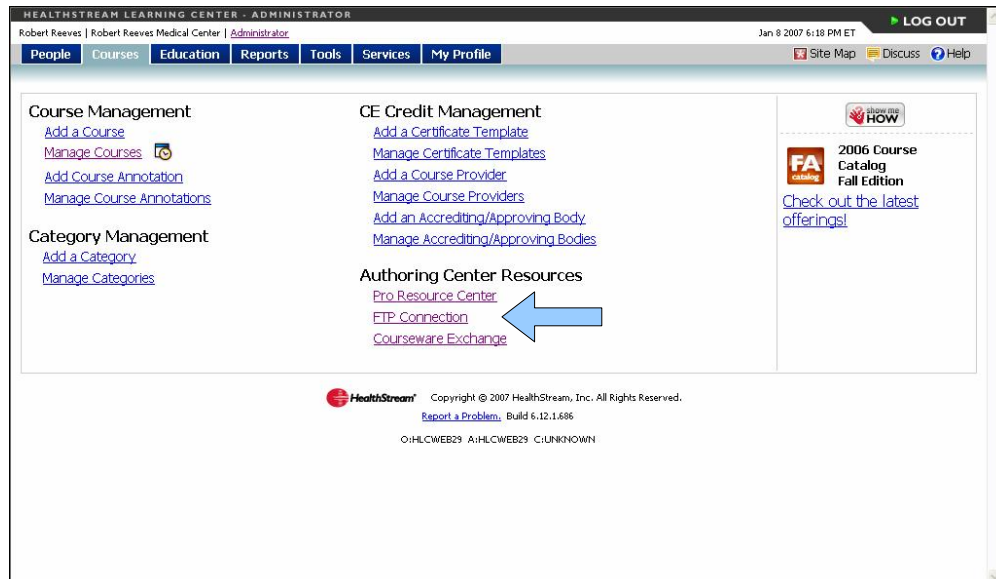 HEALTHSTREAM LEARNING CENTER - ADMINISTRATOR
LOG OUT
Robert Reeves | Robert Reeves Medical Center | Administrator
Jan 8 2007 6:18 PM ET
People Courses Education Reports Tools Services My Profile
Site Map Discuss Help
Course Management
Add a Course
Manage Courses
Add Course Annotation
Manage Course Annotations
Category Management
Add a Category
Manage Categories
CE Credit Management
Add a Certificate Template
Manage Certificate Templates
Add a Course Provider
Manage Course Providers
Add an Accrediting/Approving Body
Manage Accrediting/Approving Bodies
Authoring Center Resources
Pro Resource Center
FTP Connection
Courseware Exchange
show me
HOW
FA
catalog
2006 Course
Catalog
Fall Edition
Check out the latest
offerings!
HealthStream Copyright © 2007 HealthStream, Inc. All Rights Reserved.
Report a Problem. Build 6.12.1.686
O:HLCWEB29 A:HLCWEB29 C:UNKNOWN